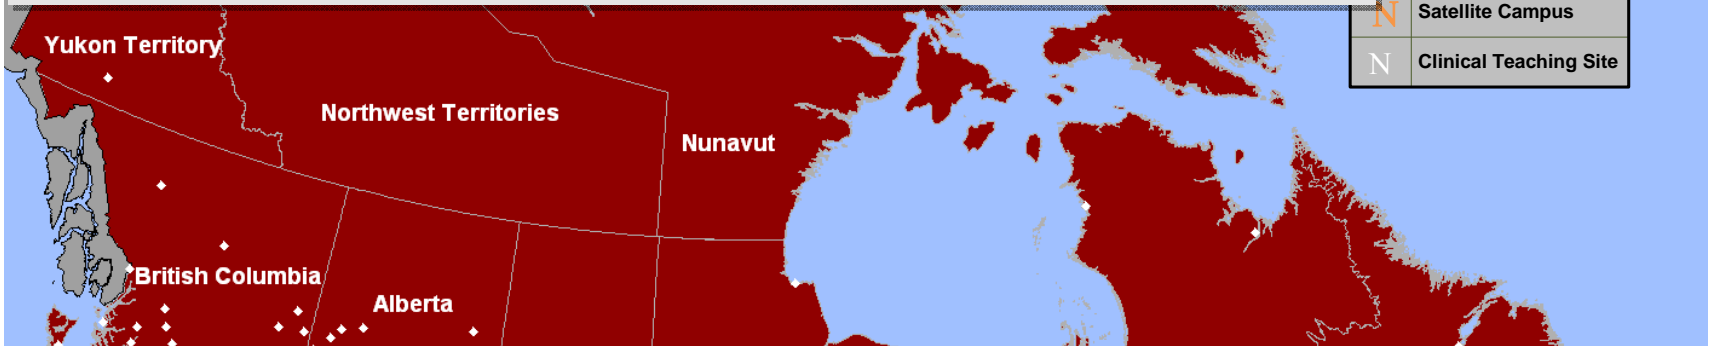 N Satellite Campus
Yukon Territory
N Clinical Teaching Site
Northwest Territories
Nunavut
British Columbia
Alberta